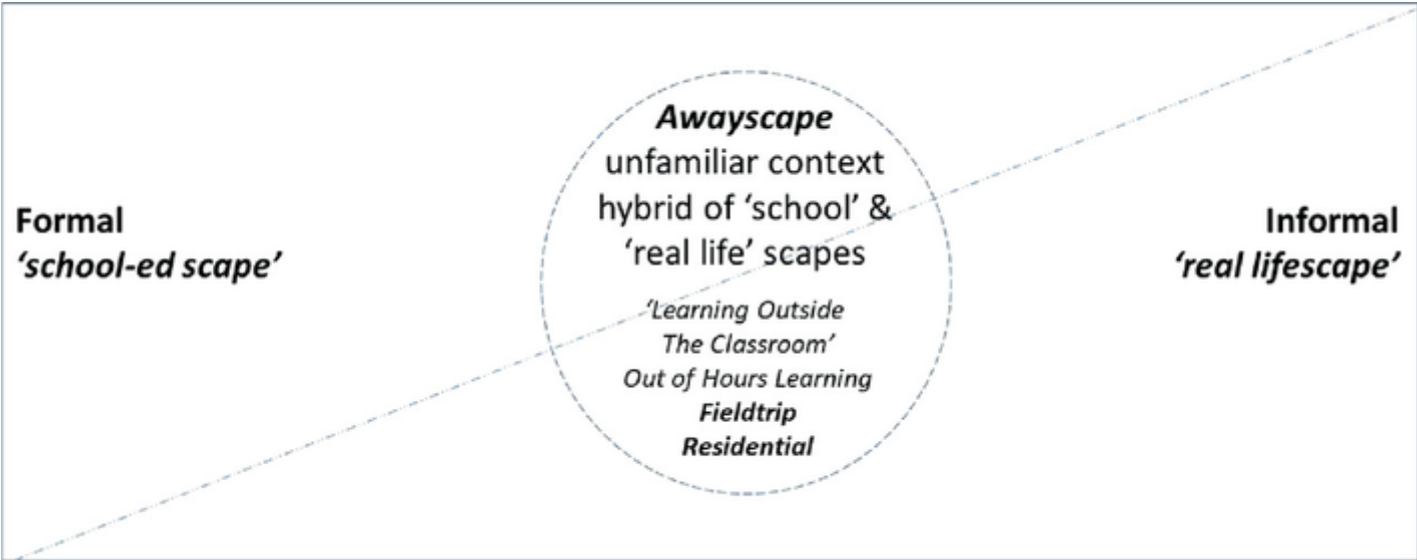 Formal
'school-ed scape'
Awayscape
unfamiliar context
hybrid of 'school' &
'real life' scapes
'Learning Outside
The Classroom'
Out of Hours Learning
Fieldtrip
Residential
Informal
'real lifescape'